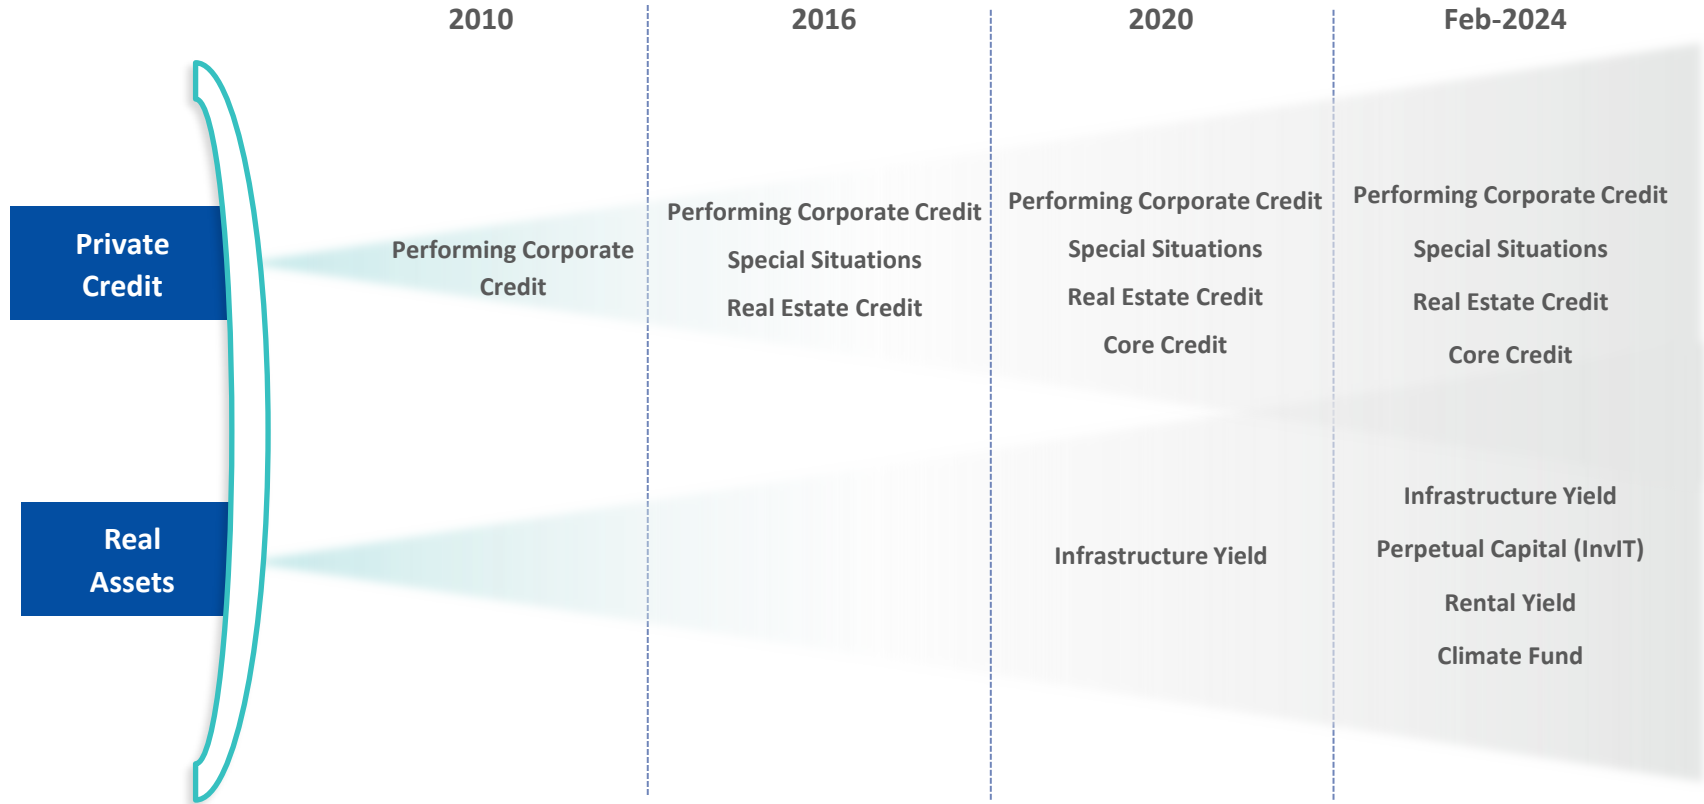 2010
2016
2020
Feb-2024
Private
Credit
Performing Corporate
Credit
Performing Corporate Credit
Special Situations
Real Estate Credit
Performing Corporate Credit
Special Situations
Real Estate Credit
Core Credit
Performing Corporate Credit
Special Situations
Real Estate Credit
Core Credit
Real
Assets
Infrastructure Yield
Infrastructure Yield
Perpetual Capital (InvIT)
Rental Yield
Climate Fund